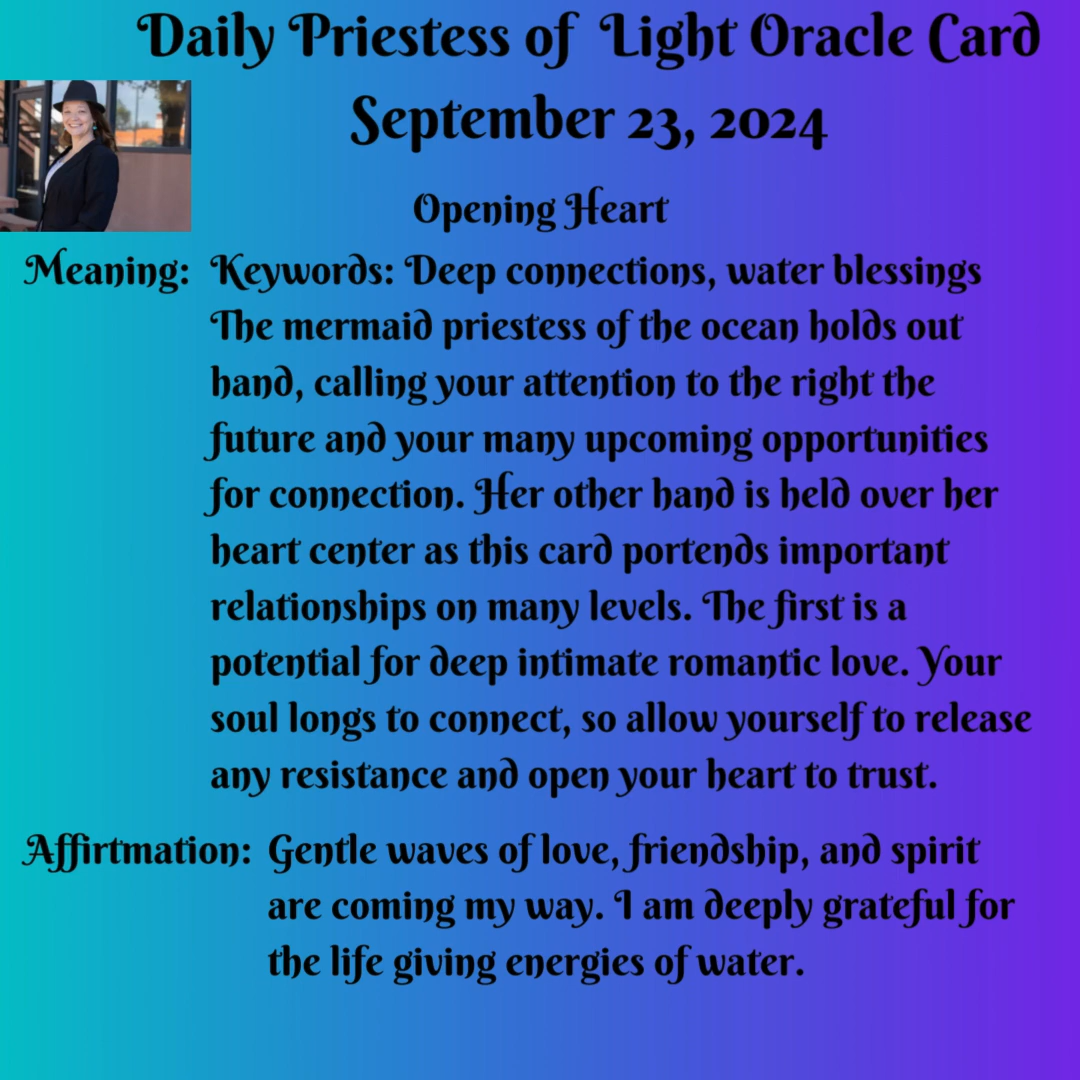 Daily Priestess of Light Oracle Card
September 23, 2024
Opening Heart
Meaning: Keywords: Deep connections, water blessings
The mermaid priestess of the ocean holds out
hand, calling your attention to the right the
future and your many upcoming opportunities
for connection. Her other hand is held over her
heart center as this card portends important
relationships on many levels. The first is a
potential for deep intimate romantic love. Your
soul longs to connect, so allow yourself to release
any resistance and open your heart to trust.
Affirtmation: Gentle waves of love, friendship, and spirit
are coming my way. I am deeply grateful for
the life giving energies of water.